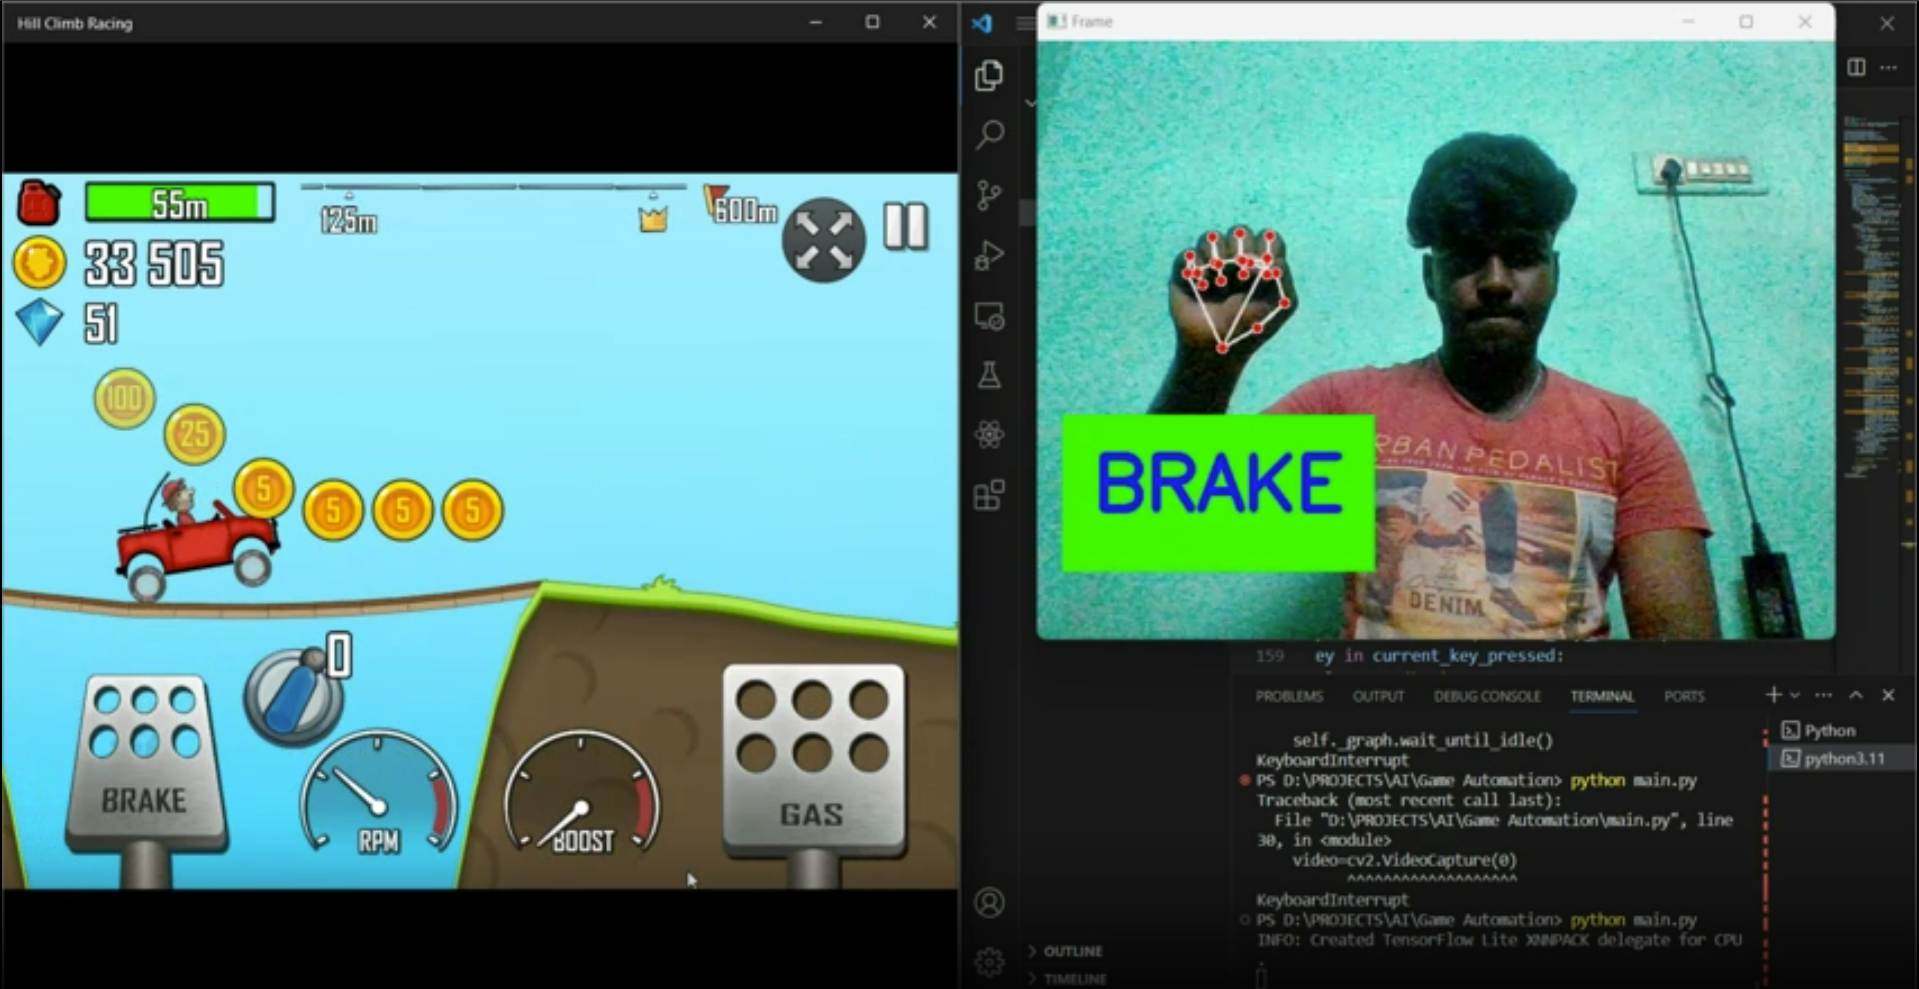 Hill Climb Racing
55m
125m
600m
33 505
51
100
25
5
5
5
5
0
BRAKE
RPM
BOOST
GAS
Frame
BRAKE
URBAN PEDALIST
DENIM
159 ey in current_key_pressed:
PROBLEMS OUTPUT DEBUG CONSOLE TERMINAL PORTS
self._graph.wait_until_idle()
KeyboardInterrupt
PS D:\PROJECTS\AI\Game Automation> python main.py
Traceback (most recent call last):
File "D:\PROJECTS\AI\Game Automation\main.py", line
30, in <module>
video=cv2.VideoCapture(0)
^^^^^^^^^^^^^^^^^^^
KeyboardInterrupt
PS D:\PROJECTS\AI\Game Automation> python main.py
INFO: Created TensorFlow Lite XNNPACK delegate for CPU
.
Python
python3.11
OUTLINE
TIMELINE